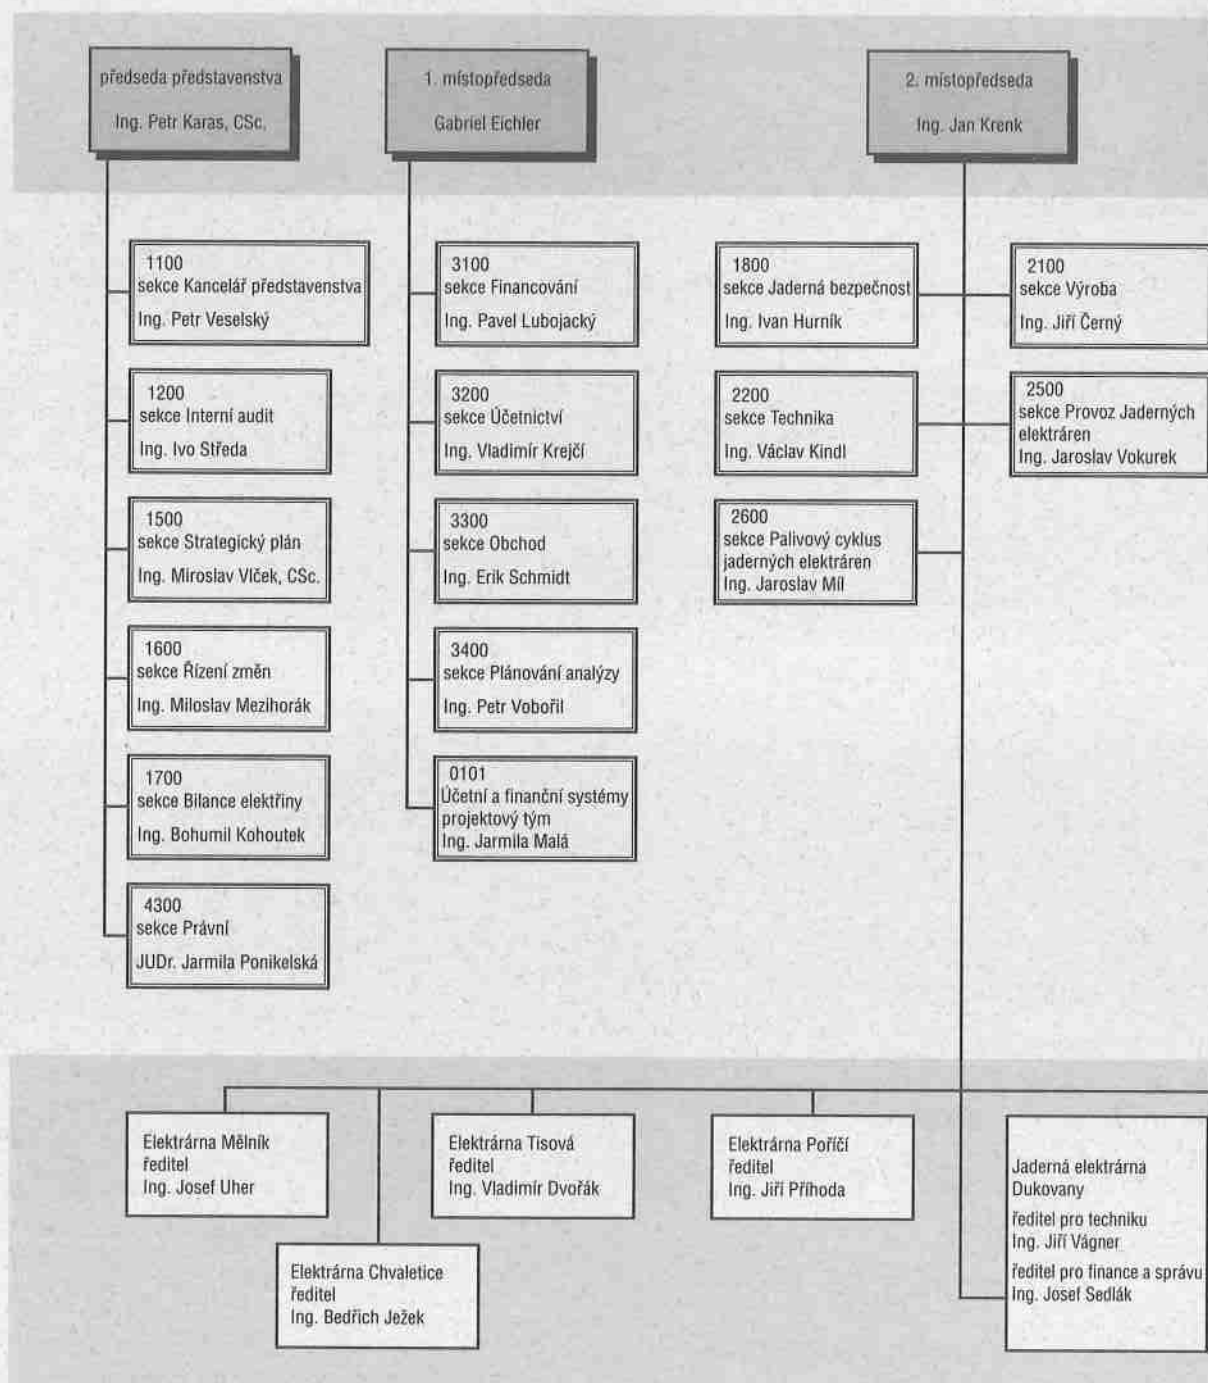 předseda představenstva
Ing. Petr Karas, CSc.
1. místopředseda
Gabriel Eichler
2. místopředseda
Ing. Jan Krenk
1100
sekce Kancelář představenstva
Ing. Petr Veselský
1200
sekce Interní audit
Ing. Ivo Středa
1500
sekce Strategický plán
Ing. Miroslav Vlček, CSc.
1600
sekce Řízení změn
Ing. Miloslav Mezihorák
1700
sekce Bilance elektřiny
Ing. Bohumil Kohoutek
4300
sekce Právní
JUDr. Jarmila Ponikelská
3100
sekce Financování
Ing. Pavel Lubojacký
3200
sekce Účetnictví
Ing. Vladimír Krejčí
3300
sekce Obchod
Ing. Erik Schmidt
3400
sekce Plánování analýzy
Ing. Petr Vobořil
0101
Účetní a finanční systémy
projektový tým
Ing. Jarmila Malá
1800
sekce Jaderná bezpečnost
Ing. Ivan Hurník
2200
sekce Technika
Ing. Václav Kindl
2600
sekce Palivový cyklus
jaderných elektráren
Ing. Jaroslav Míl
2100
sekce Výroba
Ing. Jiří Černý
2500
sekce Provoz Jaderných
elektráren
Ing. Jaroslav Vokurek
Elektrárna Mělník
ředitel
Ing. Josef Uher
Elektrárna Chvaletice
ředitel
Ing. Bedřich Ježek
Elektrárna Tisová
ředitel
Ing. Vladimír Dvořák
Elektrárna Poříčí
ředitel
Ing. Jiří Příhoda
Jaderná elektrárna
Dukovany
ředitel pro techniku
Ing. Jiří Vágner
ředitel pro finance a správu
Ing. Josef Sedlák